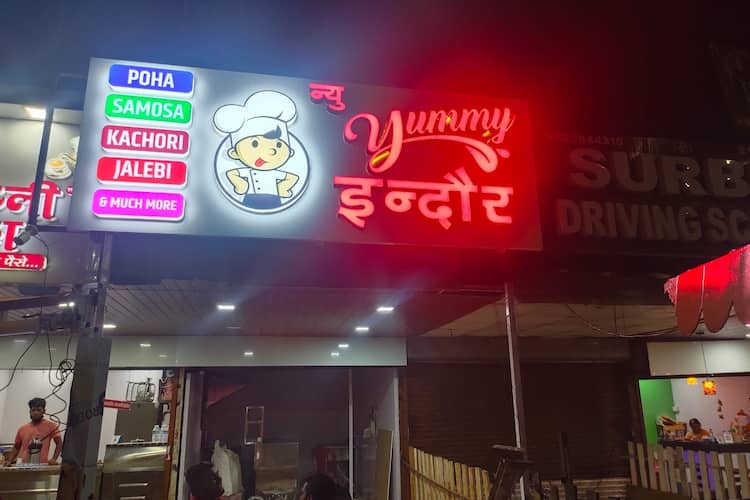 POHA
SAMOSA
KACHORI
JALEBI
& MUCH MORE
न्यु
Yummy
इन्दौर
SURB
DRIVING SC